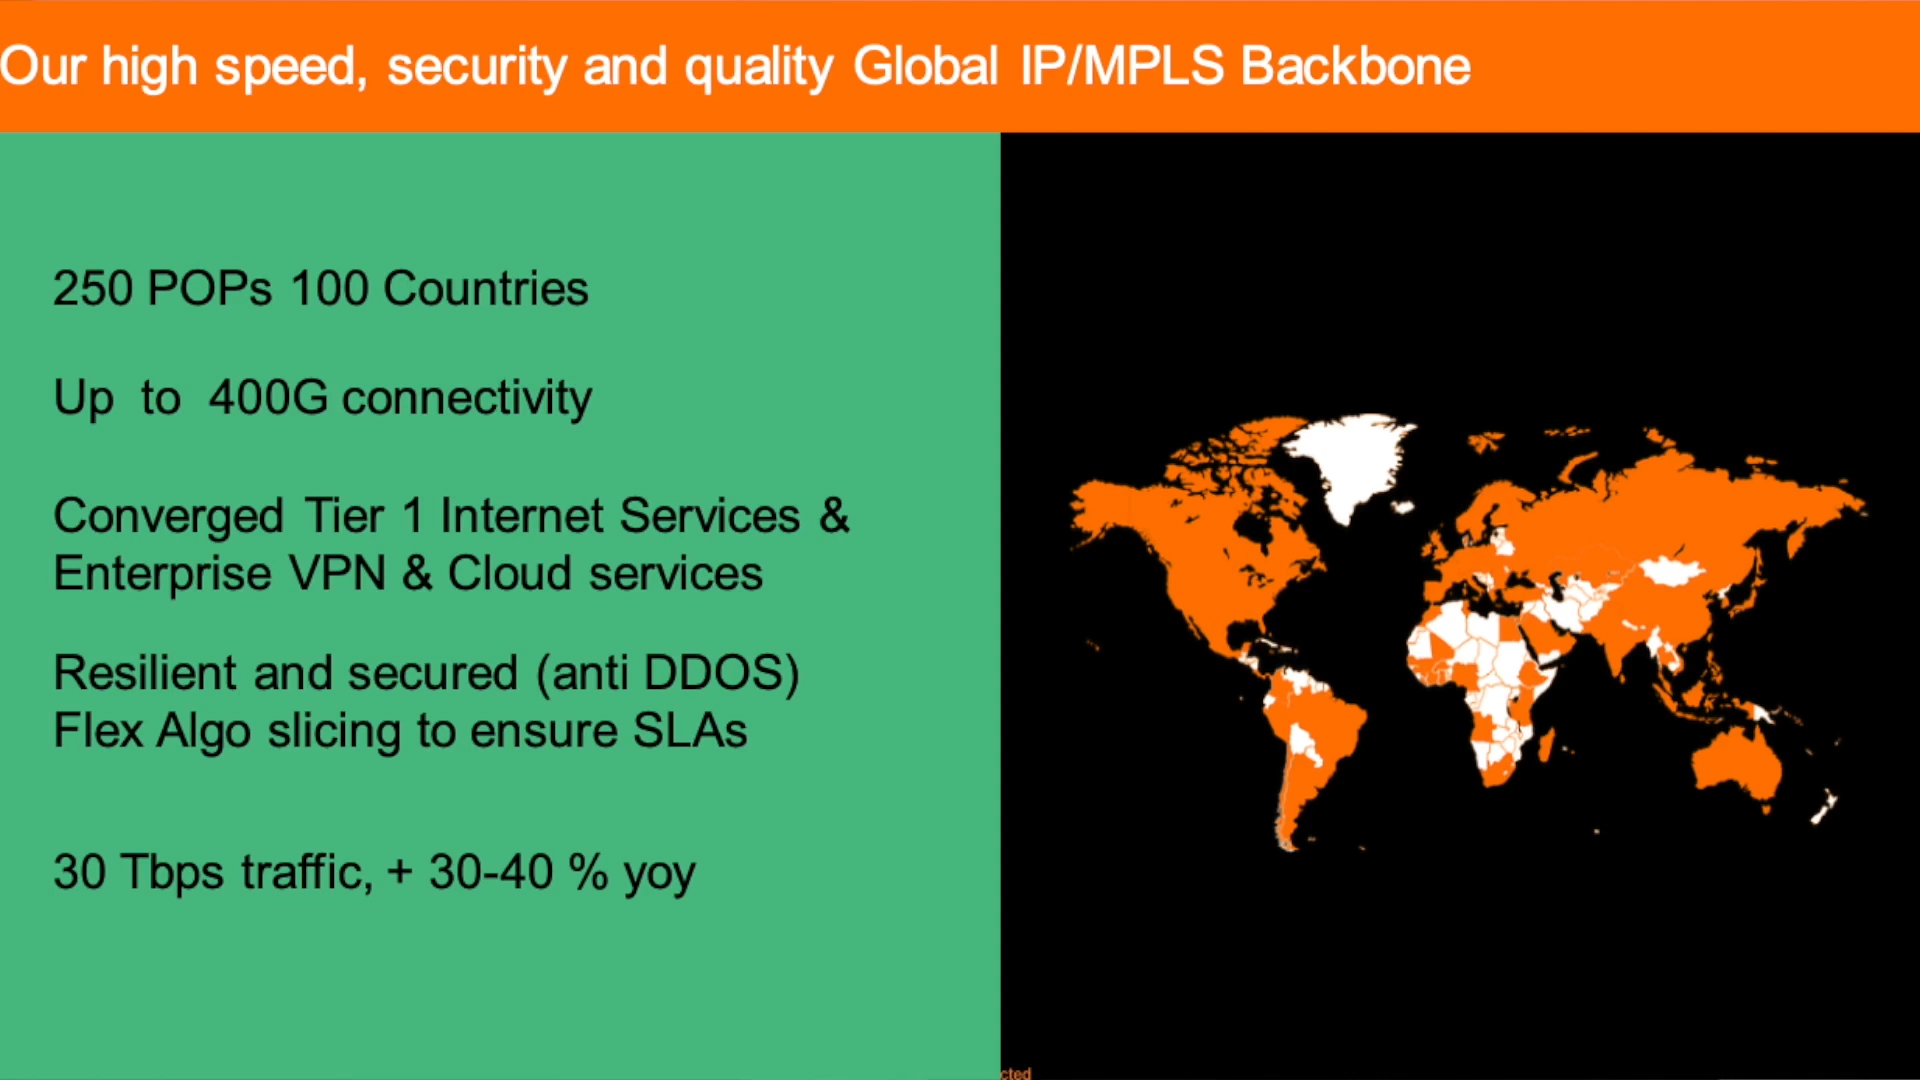 Our high speed, security and quality Global IP/MPLS Backbone
250 POPs 100 Countries
Up to 400G connectivity
Converged Tier 1 Internet Services &
Enterprise VPN & Cloud services
Resilient and secured (anti DDOS)
Flex Algo slicing to ensure SLAs
30 Tbps traffic, + 30-40 % yoy
cted